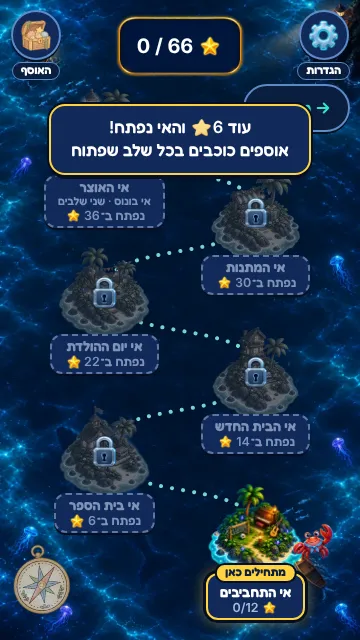 0 / 66
האוסף
הגדרות
עוד 6 והאי נפתח!
אוספים כוכבים בכל שלב שפתוח
אי האוצר
אי בונוס · שני שלבים
נפתח ב־36
אי המתנות
נפתח ב־30
אי יום ההולדת
נפתח ב־22
אי הבית החדש
נפתח ב־14
אי בית הספר
נפתח ב־6
מתחילים כאן
אי התחביבים
0/12